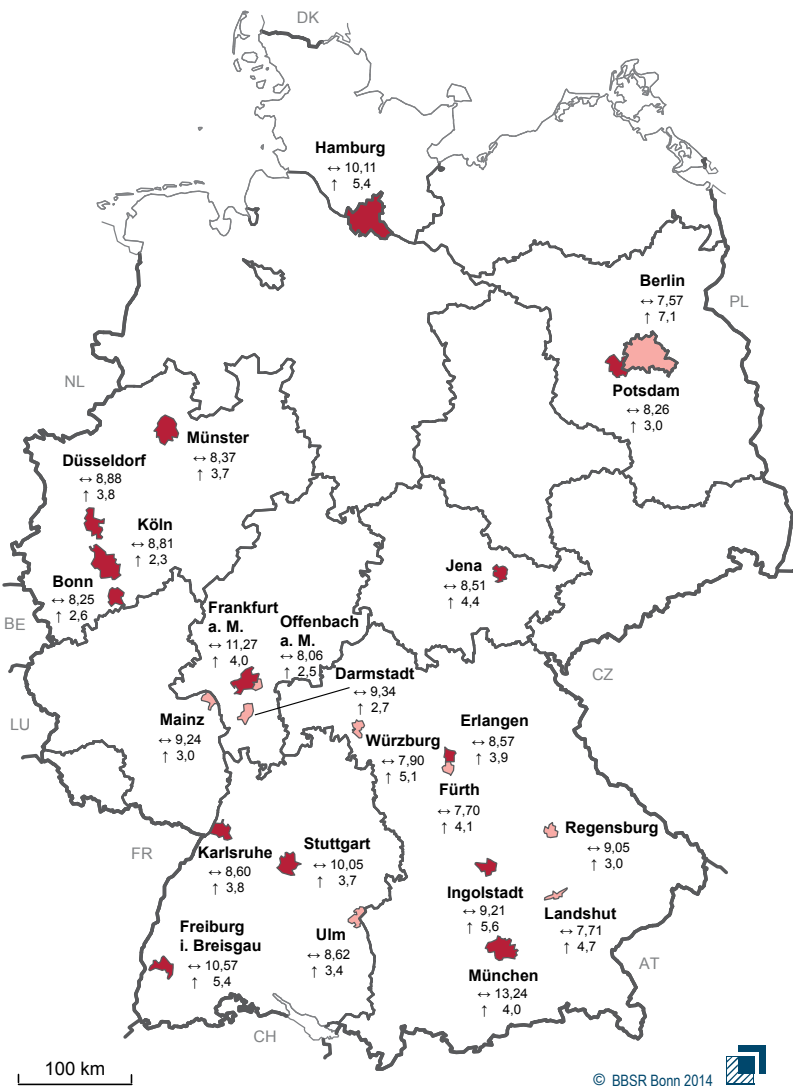 DK
Hamburg
↔ 10,11
↑ 5,4
Berlin
↔ 7,57
↑ 7,1
PL
Potsdam
↔ 8,26
↑ 3,0
NL
Münster
↔ 8,37
↑ 3,7
Düsseldorf
↔ 8,88
↑ 3,8
Köln
↔ 8,81
↑ 2,3
Bonn
↔ 8,25
↑ 2,6
BE
Jena
↔ 8,51
↑ 4,4
Frankfurt
a. M.
↔ 11,27
↑ 4,0
Offenbach
a. M.
↔ 8,06
↑ 2,5
Darmstadt
↔ 9,34
↑ 2,7
CZ
LU
Mainz
↔ 9,24
↑ 3,0
Würzburg
↔ 7,90
↑ 5,1
Erlangen
↔ 8,57
↑ 3,9
Fürth
↔ 7,70
↑ 4,1
Regensburg
↔ 9,05
↑ 3,0
FR
Karlsruhe
↔ 8,60
↑ 3,8
Stuttgart
↔ 10,05
↑ 3,7
Ingolstadt
↔ 9,21
↑ 5,6
Landshut
↔ 7,71
↑ 4,7
Freiburg
i. Breisgau
↔ 10,57
↑ 5,4
Ulm
↔ 8,62
↑ 3,4
München
↔ 13,24
↑ 4,0
AT
CH
100 km
© BBSR Bonn 2014